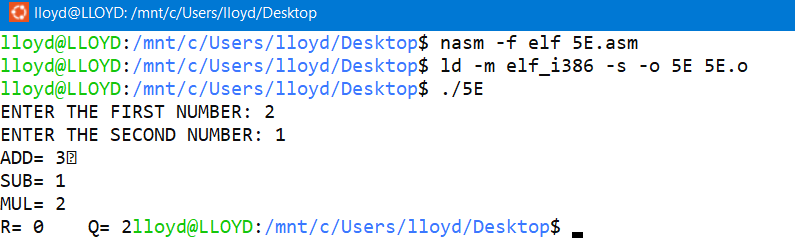 lloyd@LLOYD: /mnt/c/Users/lloyd/Desktop
lloyd@LLOYD:/mnt/c/Users/lloyd/Desktop$ nasm -f elf 5E.asm
lloyd@LLOYD:/mnt/c/Users/lloyd/Desktop$ ld -m elf_i386 -s -o 5E 5E.o
lloyd@LLOYD:/mnt/c/Users/lloyd/Desktop$ ./5E
ENTER THE FIRST NUMBER: 2
ENTER THE SECOND NUMBER: 1
ADD= 3
SUB= 1
MUL= 2
R= 0    Q= 2lloyd@LLOYD:/mnt/c/Users/lloyd/Desktop$